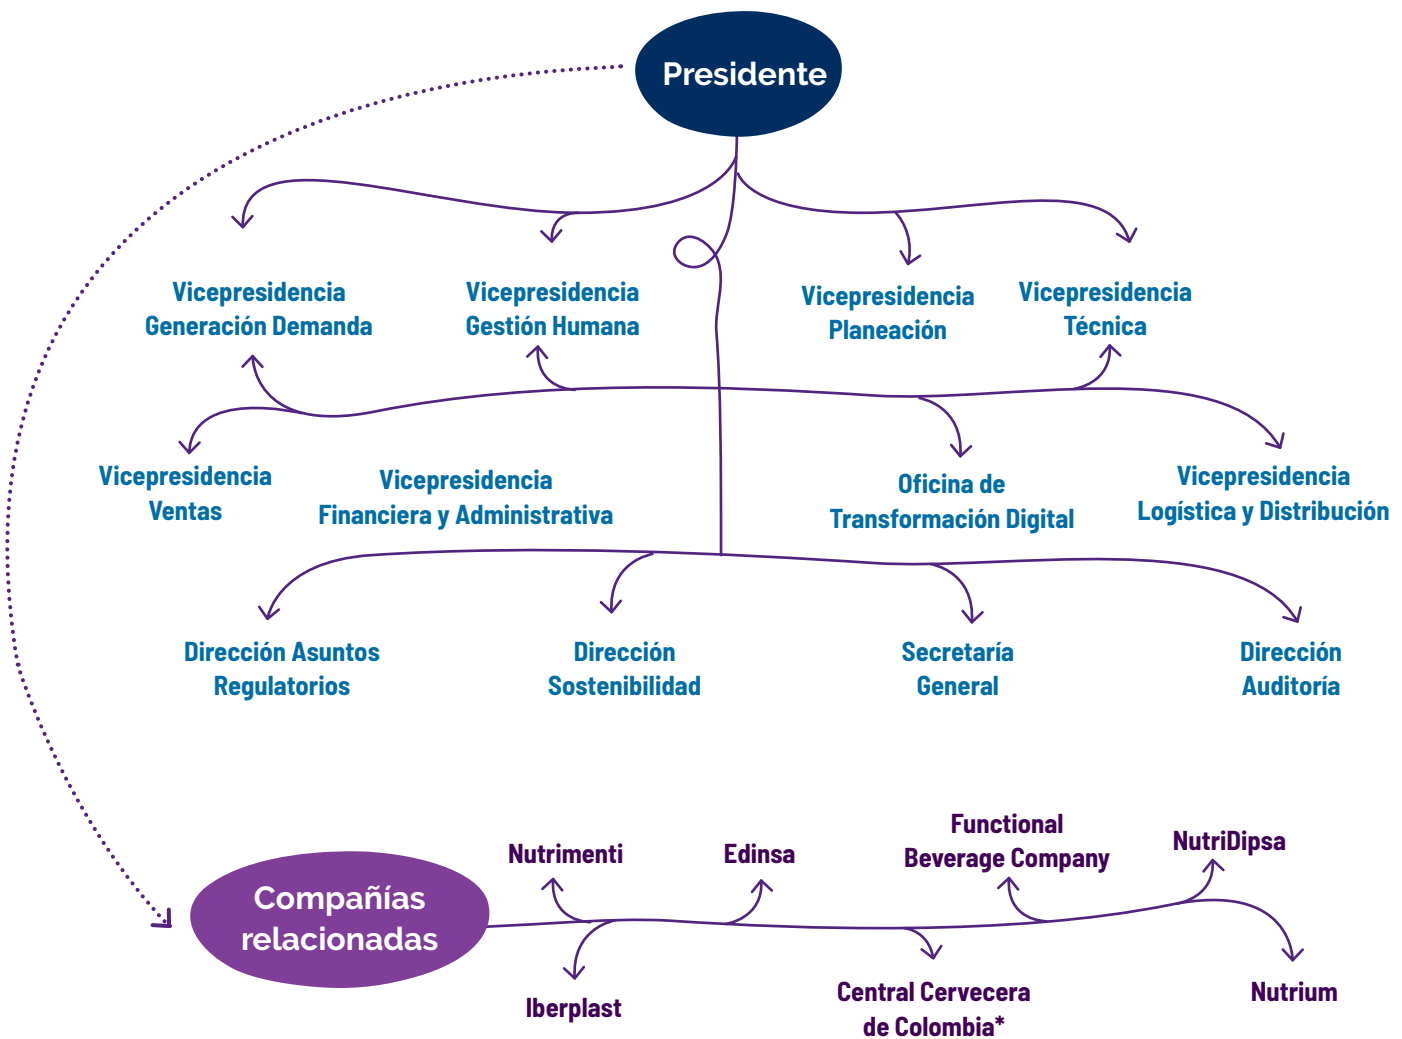 Presidente
Vicepresidencia
Generación Demanda
Vicepresidencia
Gestión Humana
Vicepresidencia
Planeación
Vicepresidencia
Técnica
Vicepresidencia
Ventas
Vicepresidencia
Financiera y Administrativa
Oficina de
Transformación Digital
Vicepresidencia
Logística y Distribución
Dirección Asuntos
Regulatorios
Dirección
Sostenibilidad
Secretaría
General
Dirección
Auditoría
Compañías
relacionadas
Nutrimenti
Edinsa
Functional
Beverage Company
NutriDipsa
Iberplast
Central Cervecera
de Colombia*
Nutrium